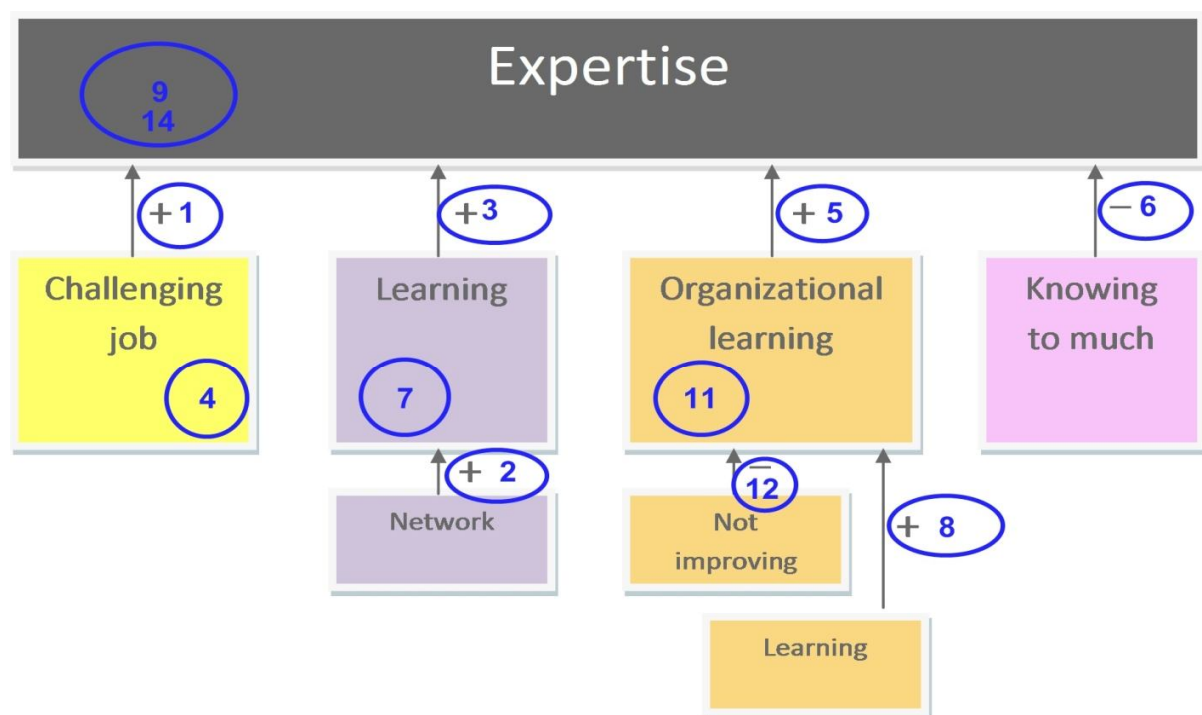 Expertise
9
14
+ 1
+ 3
+ 5
− 6
Challenging
job
4
Learning
7
Organizational
learning
11
Knowing
to much
+ 2
−
12
+ 8
Network
Not
improving
Learning